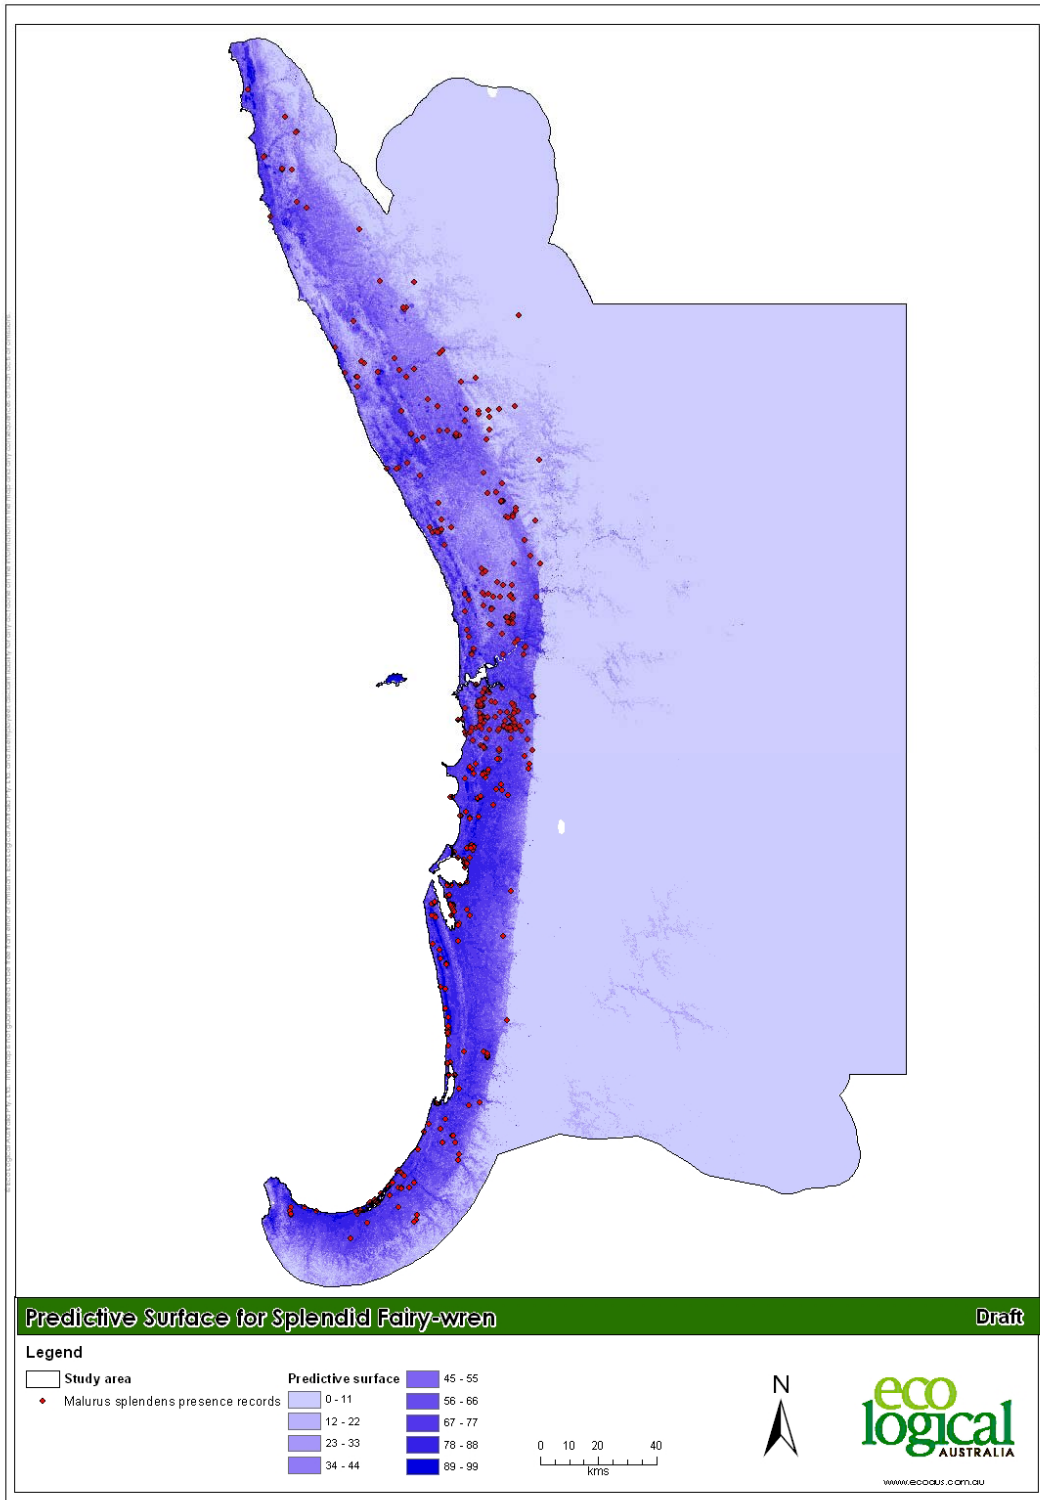 Predictive Surface for Splendid Fairy-wren
Draft
Legend
Study area
Malurus splendens presence records
Predictive surface
0 - 11
12 - 22
23 - 33
34 - 44
45 - 55
56 - 66
67 - 77
78 - 88
89 - 99
0 10 20 40
kms
N
eco
logical
AUSTRALIA
www.ecoaus.com.au